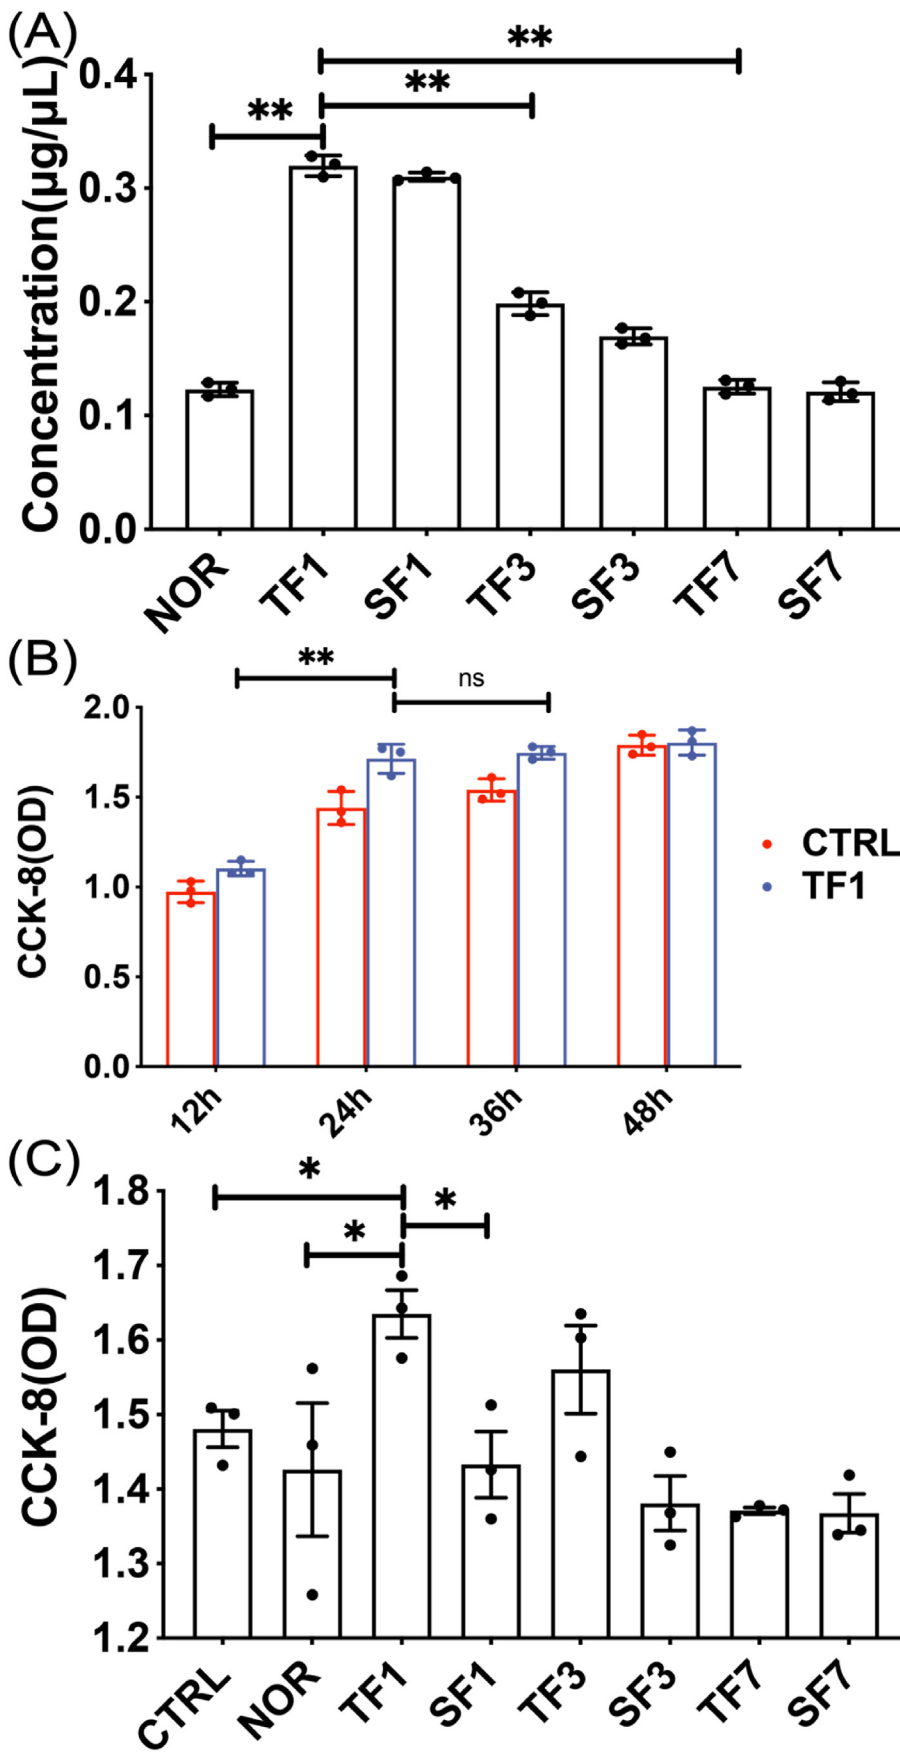 (A)
Concentration(µg/µL)
0.4
0.3
0.2
0.1
0.0
**
**
**
NOR
TF1
SF1
TF3
SF3
TF7
SF7
(B)
CCK-8(OD)
2.0
1.5
1.0
0.5
0.0
**
ns
12h
24h
36h
48h
CTRL
TF1
(C)
CCK-8(OD)
1.8
1.7
1.6
1.5
1.4
1.3
1.2
*
*
*
CTRL
NOR
TF1
SF1
TF3
SF3
TF7
SF7